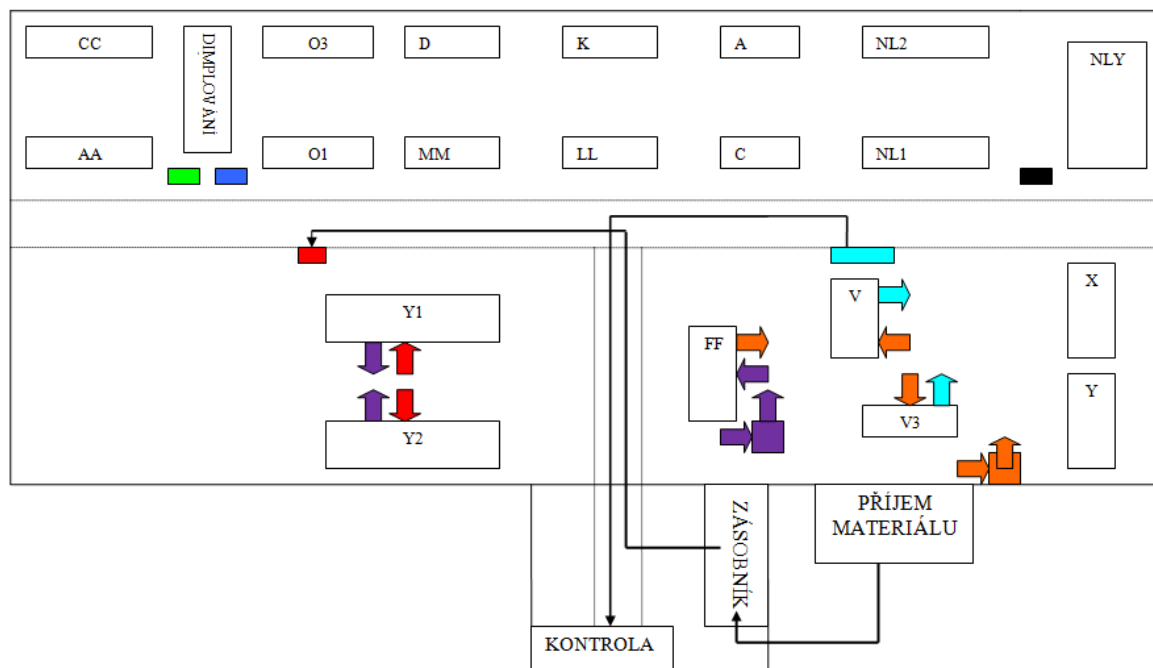 CC
O3
D
K
A
NL2
NLY
DIMPLOVÁNÍ
AA
O1
MM
LL
C
NL1
V
X
Y1
FF
Y
V3
Y2
PŘÍJEM
MATERIÁLU
ZÁSOBNÍK
KONTROLA